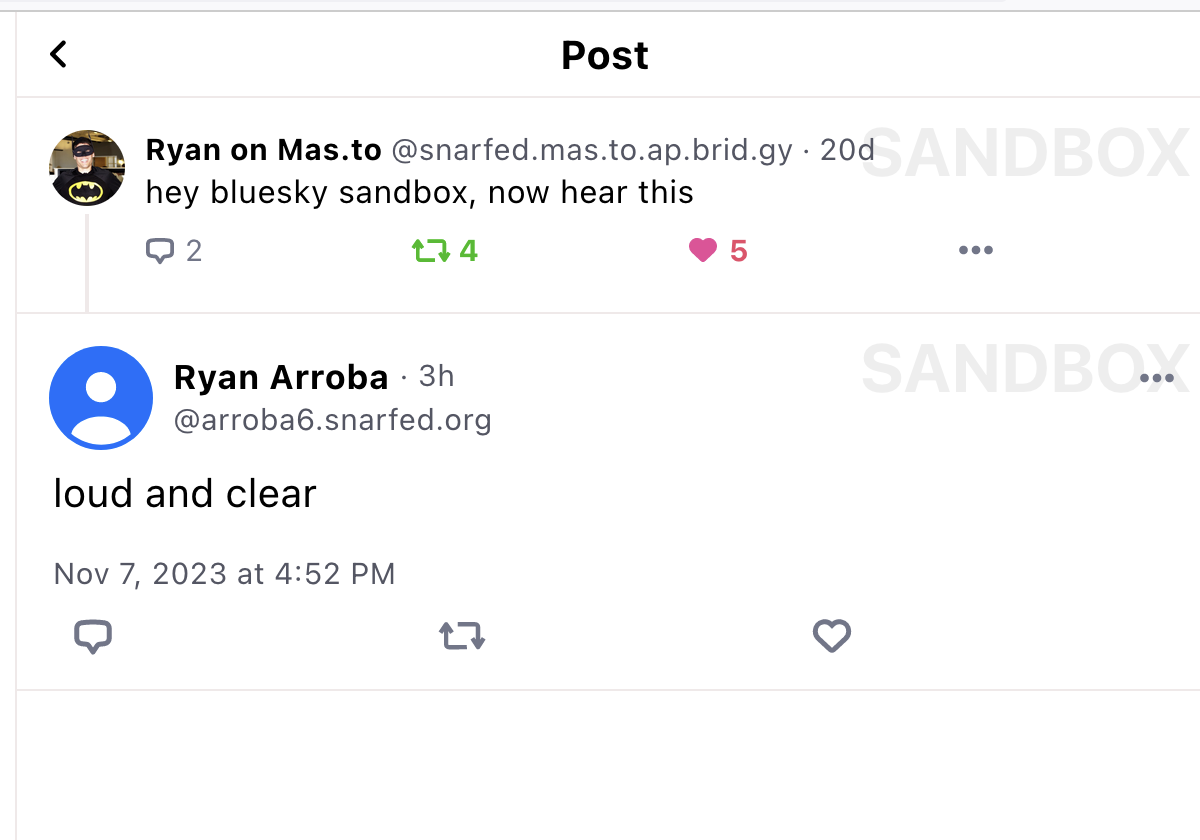 Post
Ryan on Mas.to @snarfed.mas.to.ap.brid.gy · 20d
SANDBOX
hey bluesky sandbox, now hear this
2 4 5
Ryan Arroba · 3h
SANDBOX
@arroba6.snarfed.org
loud and clear
Nov 7, 2023 at 4:52 PM